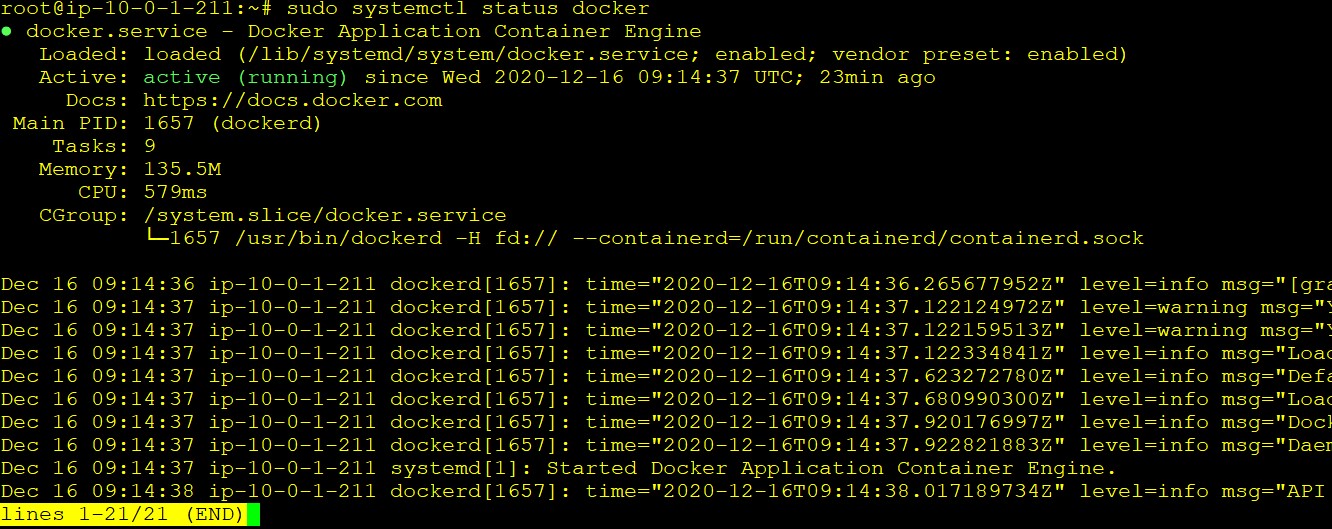 root@ip-10-0-1-211:~# sudo systemctl status docker
● docker.service - Docker Application Container Engine
   Loaded: loaded (/lib/systemd/system/docker.service; enabled; vendor preset: enabled)
   Active: active (running) since Wed 2020-12-16 09:14:37 UTC; 23min ago
     Docs: https://docs.docker.com
 Main PID: 1657 (dockerd)
    Tasks: 9
   Memory: 135.5M
      CPU: 579ms
   CGroup: /system.slice/docker.service
           └─1657 /usr/bin/dockerd -H fd:// --containerd=/run/containerd/containerd.sock

Dec 16 09:14:36 ip-10-0-1-211 dockerd[1657]: time="2020-12-16T09:14:36.265677952Z" level=info msg="[gra
Dec 16 09:14:37 ip-10-0-1-211 dockerd[1657]: time="2020-12-16T09:14:37.122124972Z" level=warning msg="Y
Dec 16 09:14:37 ip-10-0-1-211 dockerd[1657]: time="2020-12-16T09:14:37.122159513Z" level=warning msg="Y
Dec 16 09:14:37 ip-10-0-1-211 dockerd[1657]: time="2020-12-16T09:14:37.122334841Z" level=info msg="Load
Dec 16 09:14:37 ip-10-0-1-211 dockerd[1657]: time="2020-12-16T09:14:37.623272780Z" level=info msg="Defa
Dec 16 09:14:37 ip-10-0-1-211 dockerd[1657]: time="2020-12-16T09:14:37.680990300Z" level=info msg="Load
Dec 16 09:14:37 ip-10-0-1-211 dockerd[1657]: time="2020-12-16T09:14:37.920176997Z" level=info msg="Dock
Dec 16 09:14:37 ip-10-0-1-211 dockerd[1657]: time="2020-12-16T09:14:37.922821883Z" level=info msg="Daem
Dec 16 09:14:37 ip-10-0-1-211 systemd[1]: Started Docker Application Container Engine.
Dec 16 09:14:38 ip-10-0-1-211 dockerd[1657]: time="2020-12-16T09:14:38.017189734Z" level=info msg="API
lines 1-21/21 (END)